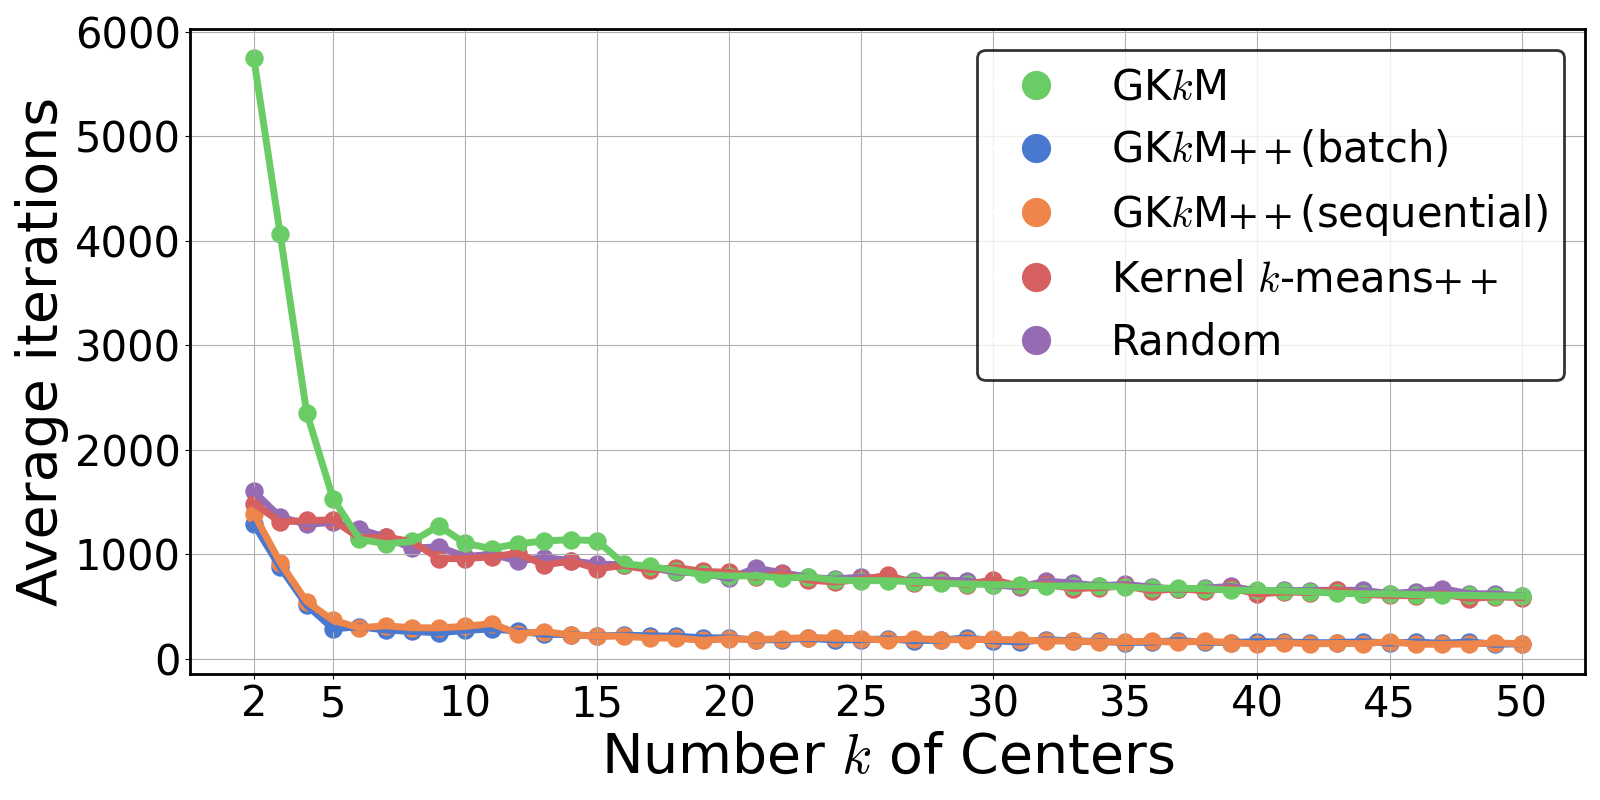 6000
5000
4000
3000
2000
1000
0
Average iterations
GKkM
GKkM++(batch)
GKkM++(sequential)
Kernel k-means++
Random
2 5 10 15 20 25 30 35 40 45 50
Number k of Centers